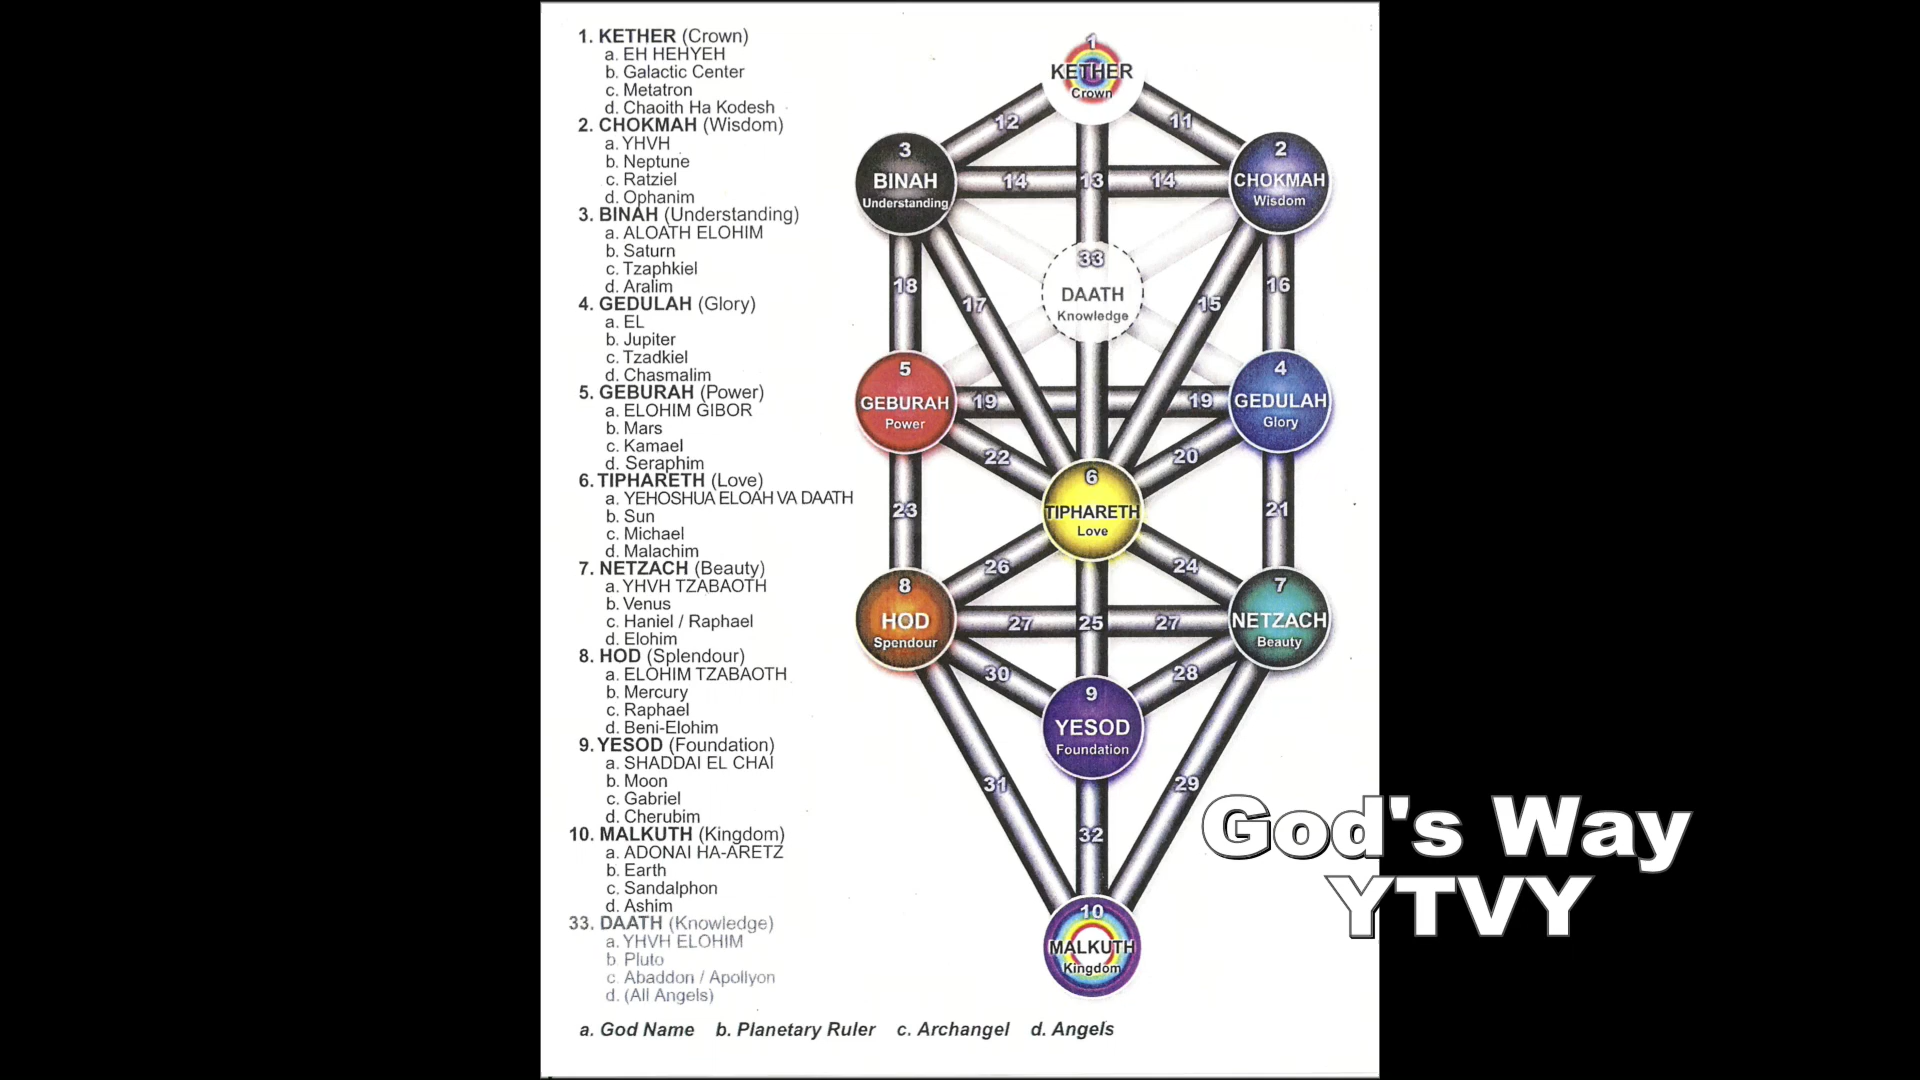 1. KETHER (Crown)
a. EH HEHYEH
b. Galactic Center
c. Metatron
d. Chaoith Ha Kodesh
2. CHOKMAH (Wisdom)
a. YHVH
b. Neptune
c. Ratziel
d. Ophanim
3. BINAH (Understanding)
a. ALOATH ELOHIM
b. Saturn
c. Tzaphkiel
d. Aralim
4. GEDULAH (Glory)
a. EL
b. Jupiter
c. Tzadkiel
d. Chasmalim
5. GEBURAH (Power)
a. ELOHIM GIBOR
b. Mars
c. Kamael
d. Seraphim
6. TIPHARETH (Love)
a. YEHOSHUA ELOAH VA DAATH
b. Sun
c. Michael
d. Malachim
7. NETZACH (Beauty)
a. YHVH TZABAOTH
b. Venus
c. Haniel / Raphael
d. Elohim
8. HOD (Splendour)
a. ELOHIM TZABAOTH
b. Mercury
c. Raphael
d. Beni-Elohim
9. YESOD (Foundation)
a. SHADDAI EL CHAI
b. Moon
c. Gabriel
d. Cherubim
10. MALKUTH (Kingdom)
a. ADONAI HA-ARETZ
b. Earth
c. Sandalphon
d. Ashim
33. DAATH (Knowledge)
a. YHVH ELOHIM
b Pluto
c. Abaddon / Apollyon
d. (All Angels)
a. God Name b. Planetary Ruler c. Archangel d. Angels
1
KETHER
Crown
12
11
3
BINAH
Understanding
2
CHOKMAH
Wisdom
14
13
14
33
DAATH
Knowledge
18
17
15
16
5
GEBURAH
Power
4
GEDULAH
Glory
19
19
22
20
6
TIPHARETH
Love
23
21
26
24
8
HOD
Spendour
7
NETZACH
Beauty
27
25
27
30
28
9
YESOD
Foundation
31
29
32
10
MALKUTH
Kingdom
God's Way
YTVY